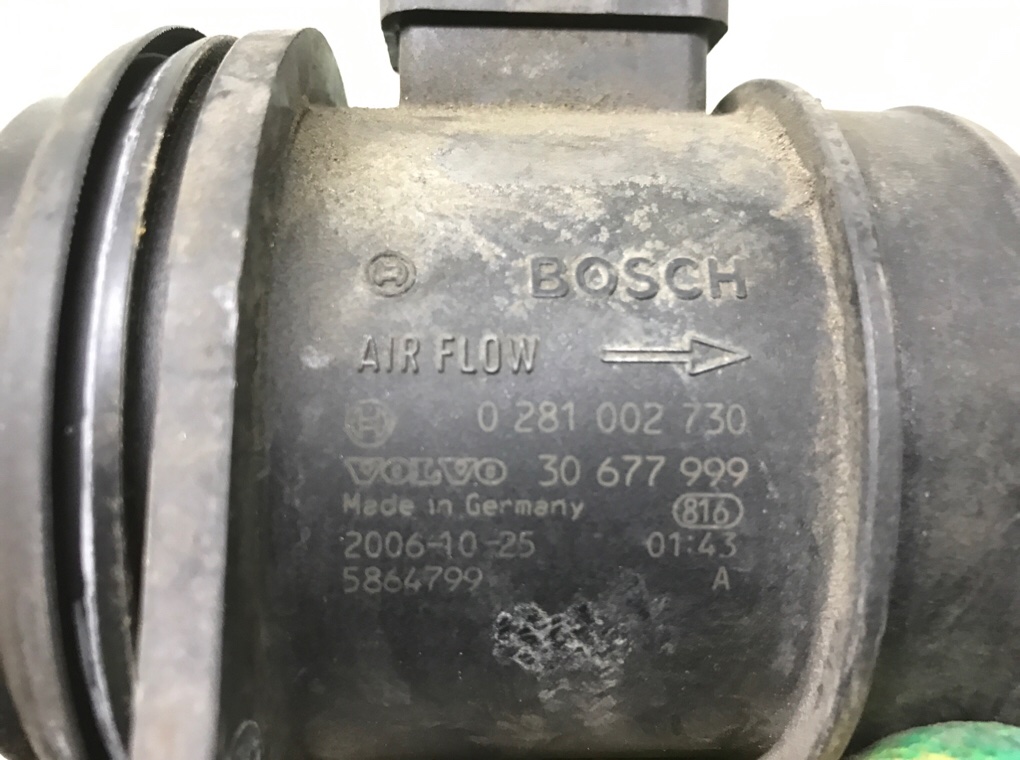 BOSCH
AIR FLOW
0 281 002 730
VOLVO 30 677 999
Made in Germany 816
2006-10-25 01:43
5864799 A